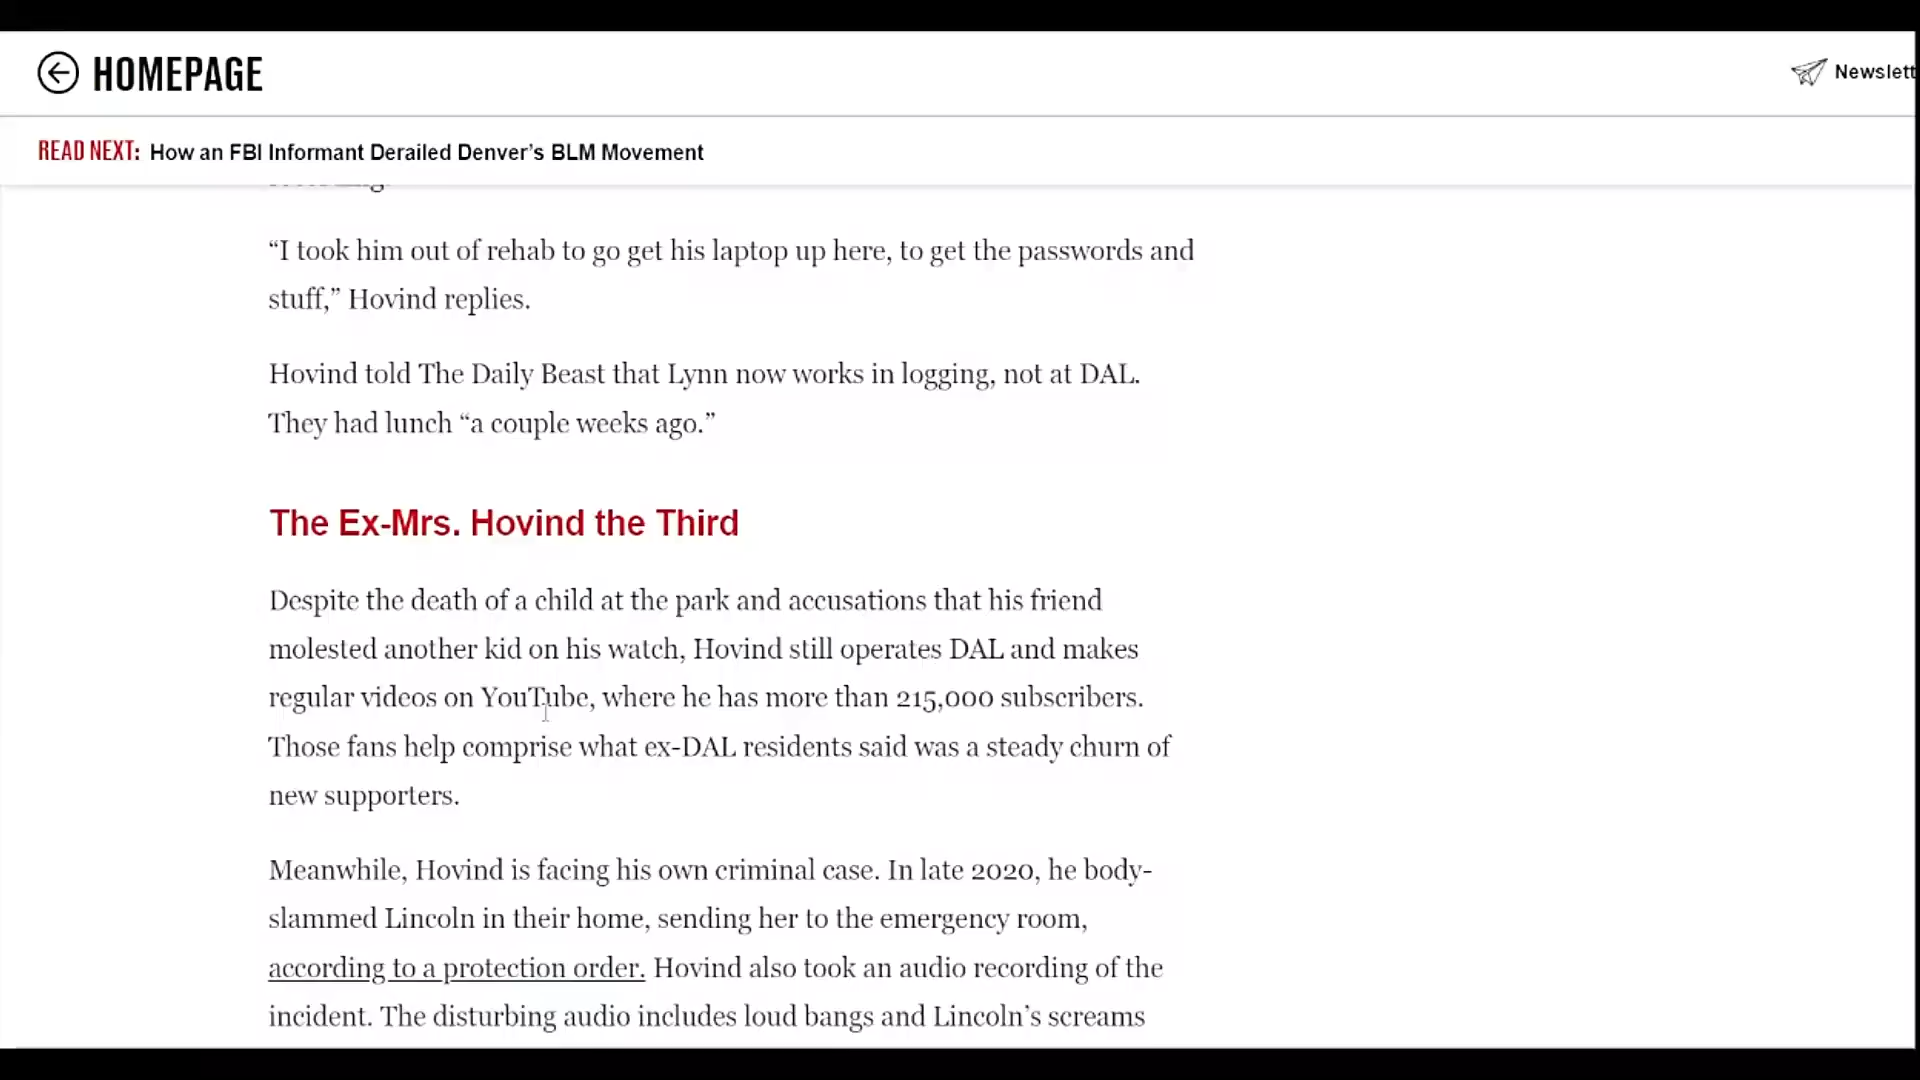 HOMEPAGE
Newslett
READ NEXT: How an FBI Informant Derailed Denver’s BLM Movement
“I took him out of rehab to go get his laptop up here, to get the passwords and
stuff,” Hovind replies.
Hovind told The Daily Beast that Lynn now works in logging, not at DAL.
They had lunch “a couple weeks ago.”
The Ex-Mrs. Hovind the Third
Despite the death of a child at the park and accusations that his friend
molested another kid on his watch, Hovind still operates DAL and makes
regular videos on YouTube, where he has more than 215,000 subscribers.
Those fans help comprise what ex-DAL residents said was a steady churn of
new supporters.
Meanwhile, Hovind is facing his own criminal case. In late 2020, he body-
slammed Lincoln in their home, sending her to the emergency room,
according to a protection order. Hovind also took an audio recording of the
incident. The disturbing audio includes loud bangs and Lincoln’s screams